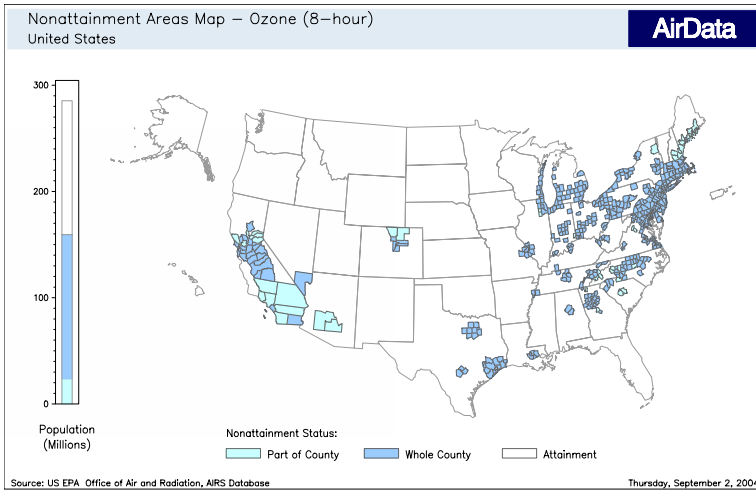 Nonattainment Areas Map - Ozone (8-hour)
United States
AirData
300
200
100
0
Population
(Millions)
Nonattainment Status:
Part of County
Whole County
Attainment
Source: US EPA Office of Air and Radiation, AIRS Database
Thursday, September 2, 2004